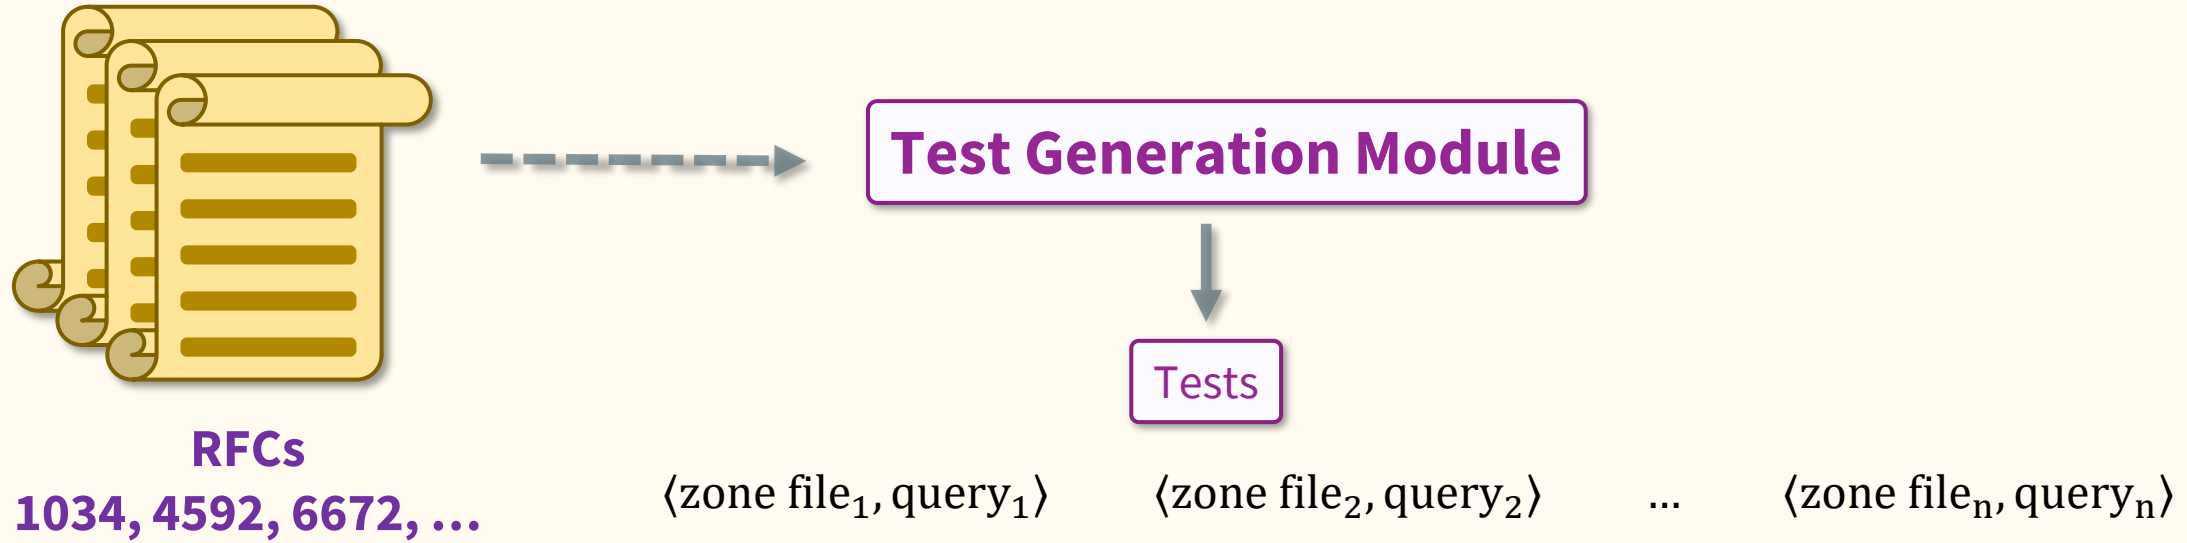 Test Generation Module
Tests
RFCs
1034, 4592, 6672, ...
⟨zone file₁, query₁⟩ ⟨zone file₂, query₂⟩ ... ⟨zone fileₙ, queryₙ⟩